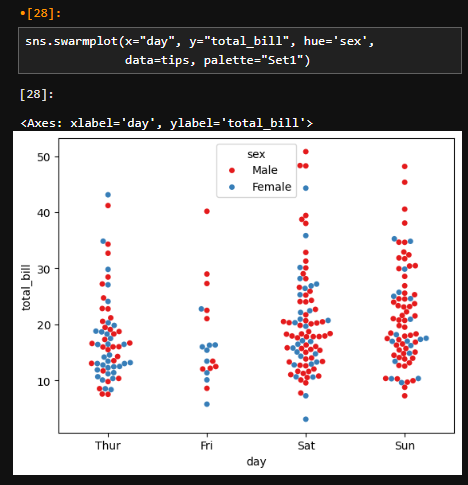 •[28]:
sns.swarmplot(x="day", y="total_bill", hue='sex',
data=tips, palette="Set1")
[28]:
<Axes: xlabel='day', ylabel='total_bill'>
sex
Male
Female
50
40
30
20
10
total_bill
Thur Fri Sat Sun
day